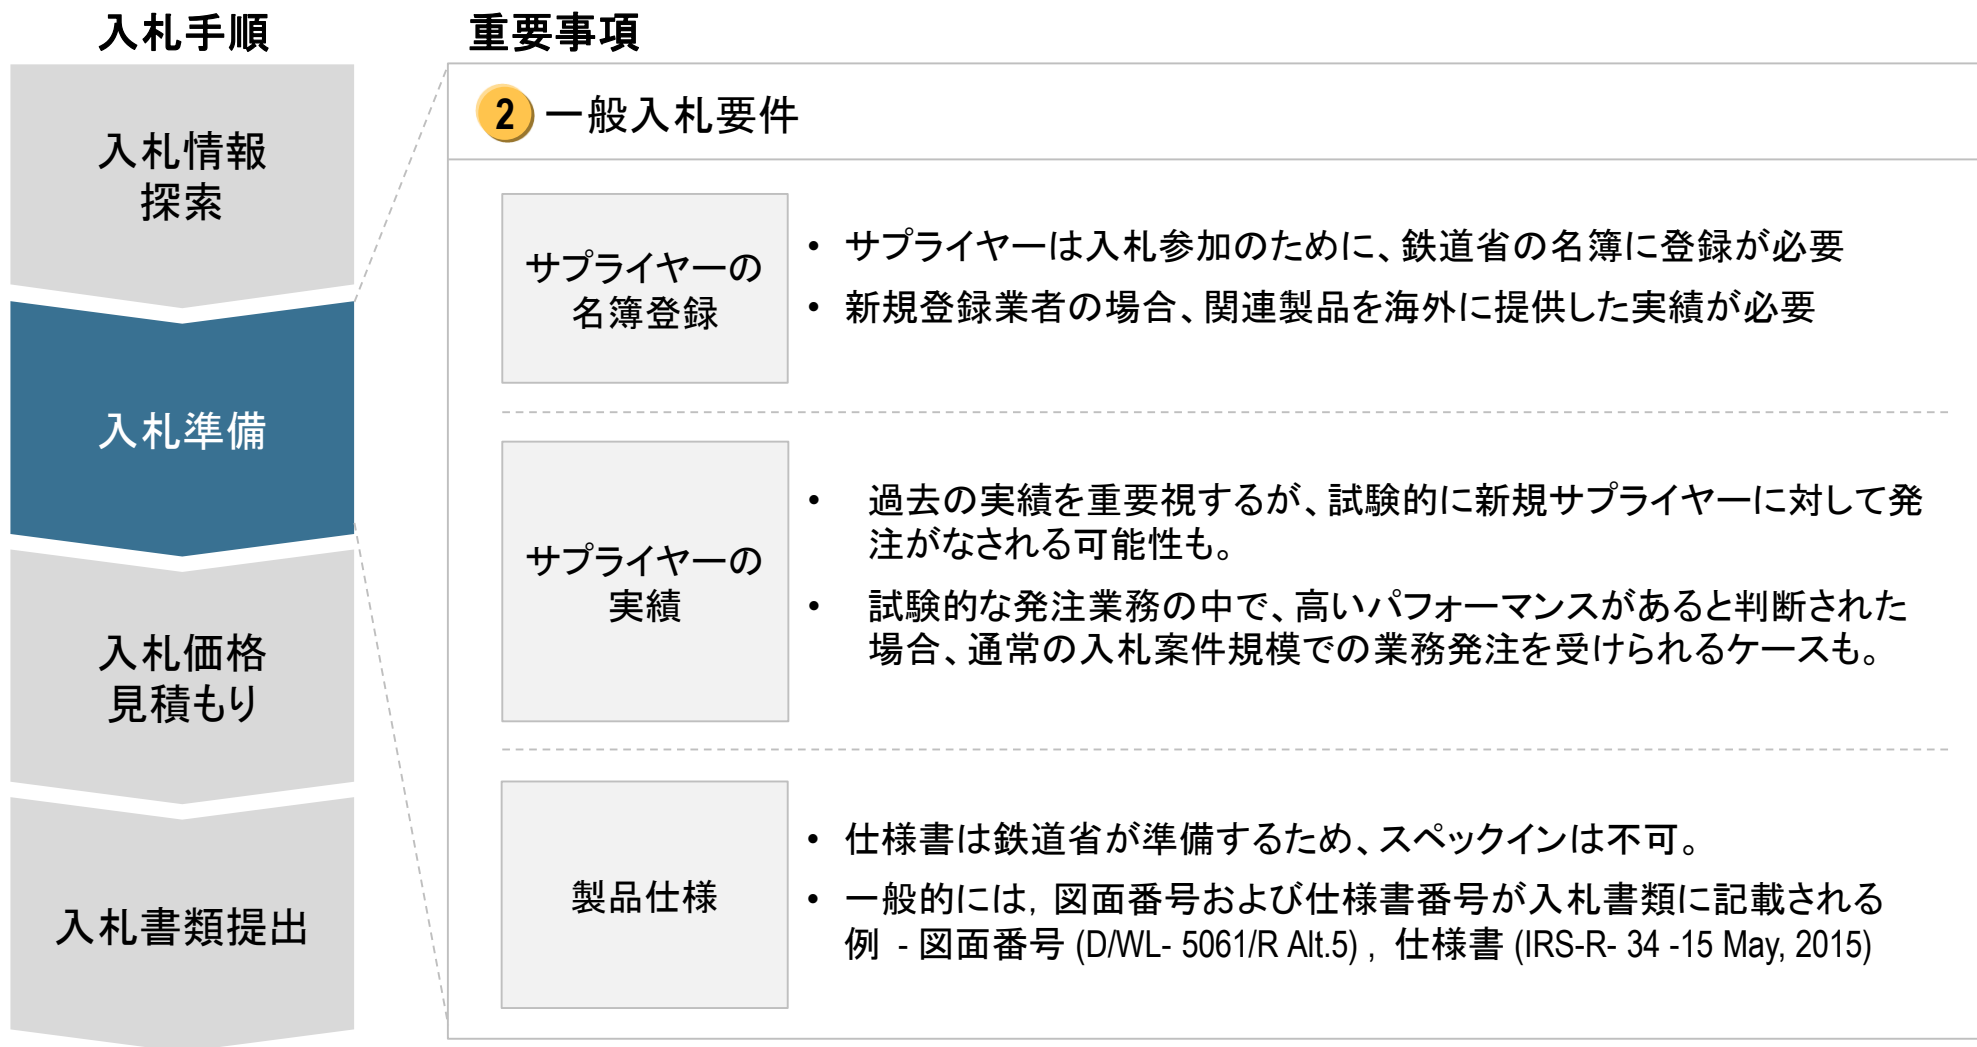 入札手順
重要事項
入札情報
探索
入札準備
入札価格
見積もり
入札書類提出
2 一般入札要件
サプライヤーの
名簿登録
• サプライヤーは入札参加のために、鉄道省の名簿に登録が必要
• 新規登録業者の場合、関連製品を海外に提供した実績が必要
サプライヤーの
実績
• 過去の実績を重要視するが、試験的に新規サプライヤーに対して発
注がなされる可能性も。
• 試験的な発注業務の中で、高いパフォーマンスがあると判断された
場合、通常の入札案件規模での業務発注を受けられるケースも。
製品仕様
• 仕様書は鉄道省が準備するため、スペックインは不可。
• 一般的には, 図面番号および仕様書番号が入札書類に記載される
例 - 図面番号 (D/WL- 5061/R Alt.5) , 仕様書 (IRS-R- 34 -15 May, 2015)